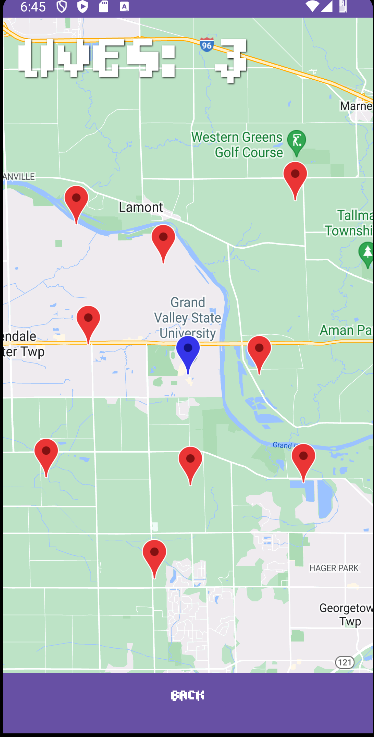 6:45
A
LIVES: 3
96
Marne
Western Greens
Golf Course
ANVILLE
Lamont
Tallma
Townshi
Grand
Valley State
University
Aman Pa
endale
ter Twp
Grand
HAGER PARK
Georgetow
Twp
121
BACK